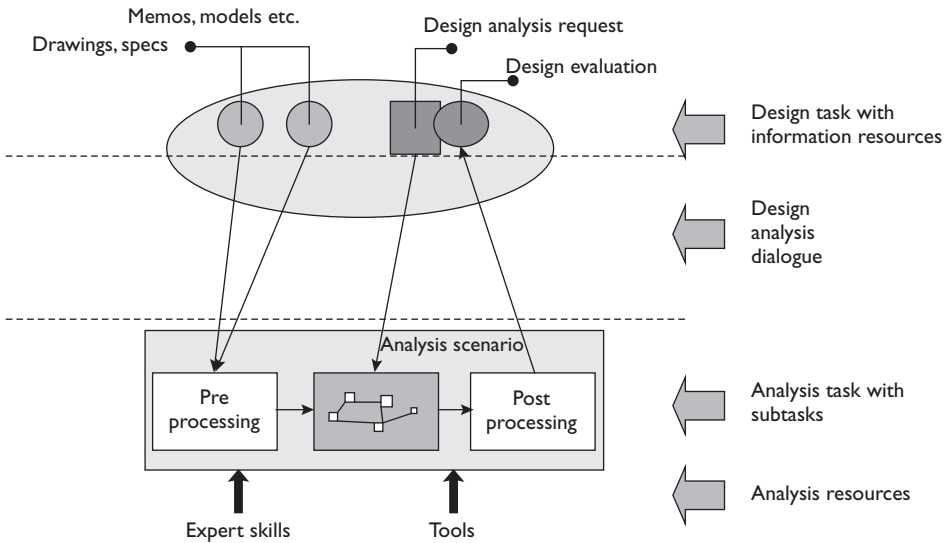 Memos, models etc.
Drawings, specs
Design analysis request
Design evaluation
Design task with
information resources
Design
analysis
dialogue
Analysis scenario
Pre
processing
Post
processing
Analysis task with
subtasks
Analysis resources
Expert skills
Tools